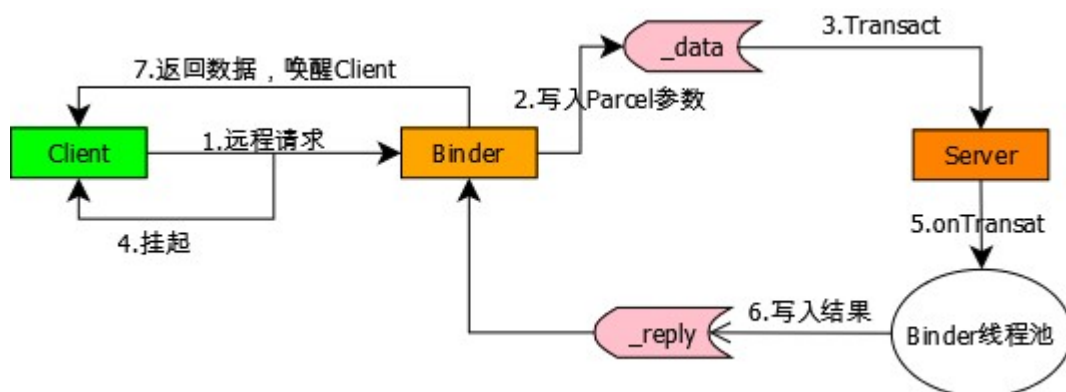 _data
3.Transact
7.返回数据，唤醒Client
2.写入Parcel参数
Client
1.远程请求
Binder
Server
4.挂起
5.onTransat
_reply
6.写入结果
Binder线程池